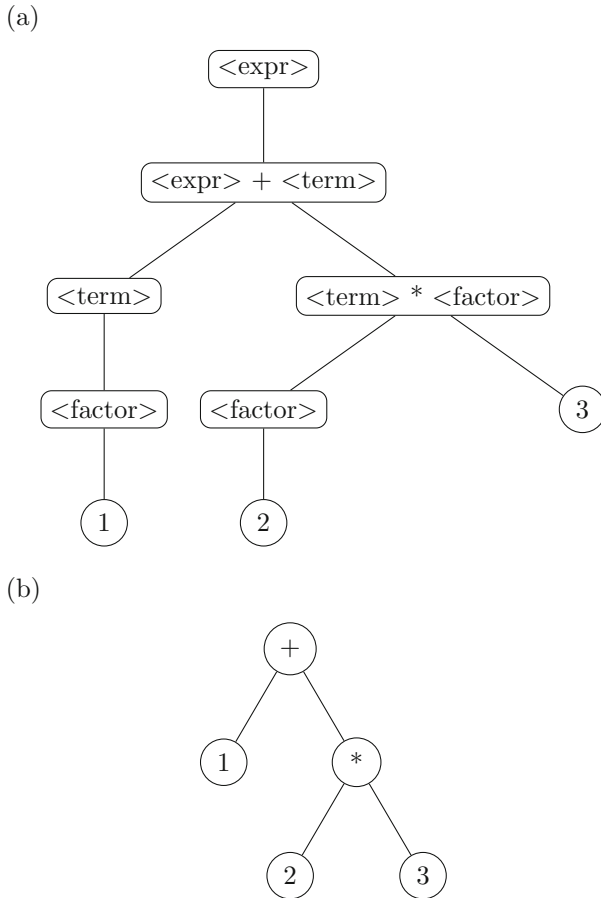 (a)
<expr>
<expr> + <term>
<term> <term> * <factor>
<factor> <factor> 3
1 2
(b)
+
1 *
2 3